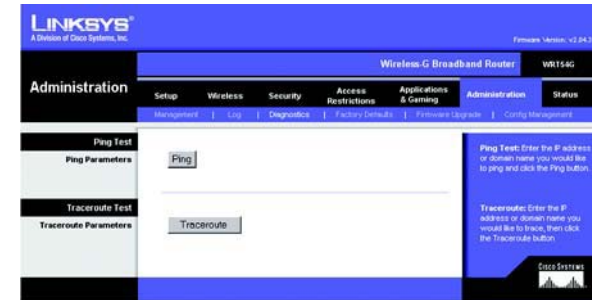 LINKSYS®
A Division of Cisco Systems, Inc.
Firmware Version: v2.04.3
Wireless-G Broadband Router WRT54G
Administration
Setup Wireless Security Access Restrictions Applications & Gaming Administration Status
Management | Log | Diagnostics | Factory Defaults | Firmware Upgrade | Config Management
Ping Test
Ping Parameters
Ping
Ping Test: Enter the IP address
or domain name you would like
to ping and click the Ping button.
Traceroute Test
Traceroute Parameters
Traceroute
Traceroute: Enter the IP
address or domain name you
would like to trace, then click
the Traceroute button.
CISCO SYSTEMS